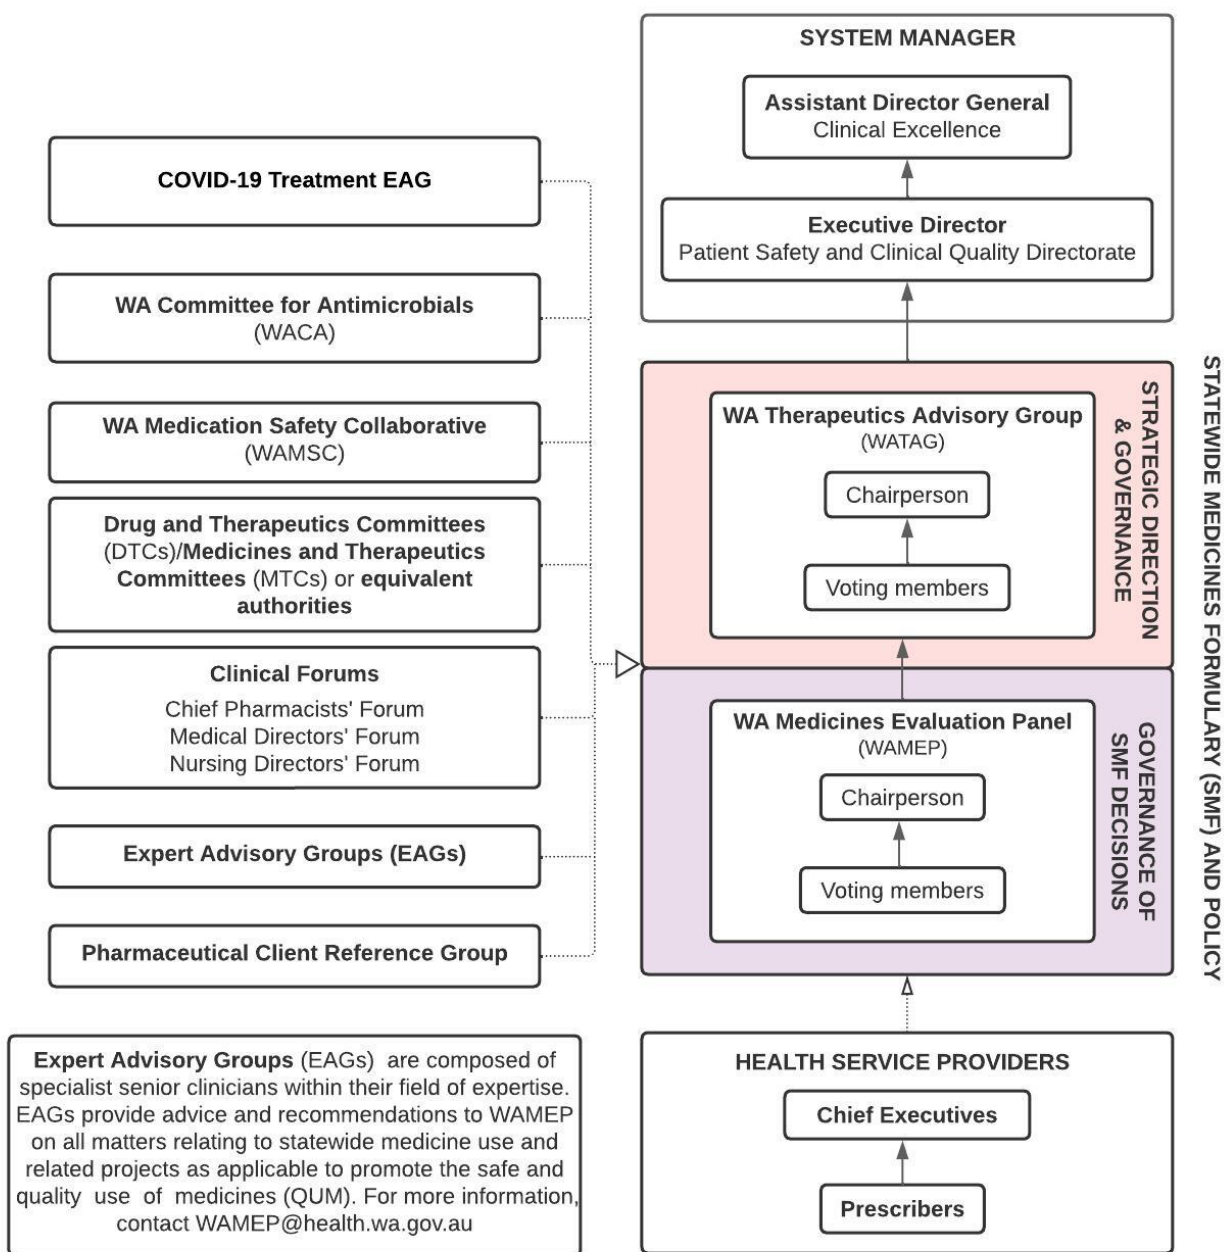 SYSTEM MANAGER
Assistant Director General
Clinical Excellence
Executive Director
Patient Safety and Clinical Quality Directorate
COVID-19 Treatment EAG
WA Committee for Antimicrobials
(WACA)
WA Medication Safety Collaborative
(WAMSC)
Drug and Therapeutics Committees
(DTCs)/Medicines and Therapeutics
Committees (MTCs) or equivalent
authorities
Clinical Forums
Chief Pharmacists' Forum
Medical Directors' Forum
Nursing Directors' Forum
Expert Advisory Groups (EAGs)
Pharmaceutical Client Reference Group
WA Therapeutics Advisory Group
(WATAG)
Chairperson
Voting members
STRATEGIC DIRECTION
& GOVERNANCE
WA Medicines Evaluation Panel
(WAMEP)
Chairperson
Voting members
GOVERNANCE OF
SMF DECISIONS
STATEWIDE MEDICINES FORMULARY (SMF) AND POLICY
HEALTH SERVICE PROVIDERS
Chief Executives
Prescribers
Expert Advisory Groups (EAGs) are composed of
specialist senior clinicians within their field of expertise.
EAGs provide advice and recommendations to WAMEP
on all matters relating to statewide medicine use and
related projects as applicable to promote the safe and
quality use of medicines (QUM). For more information,
contact WAMEP@health.wa.gov.au